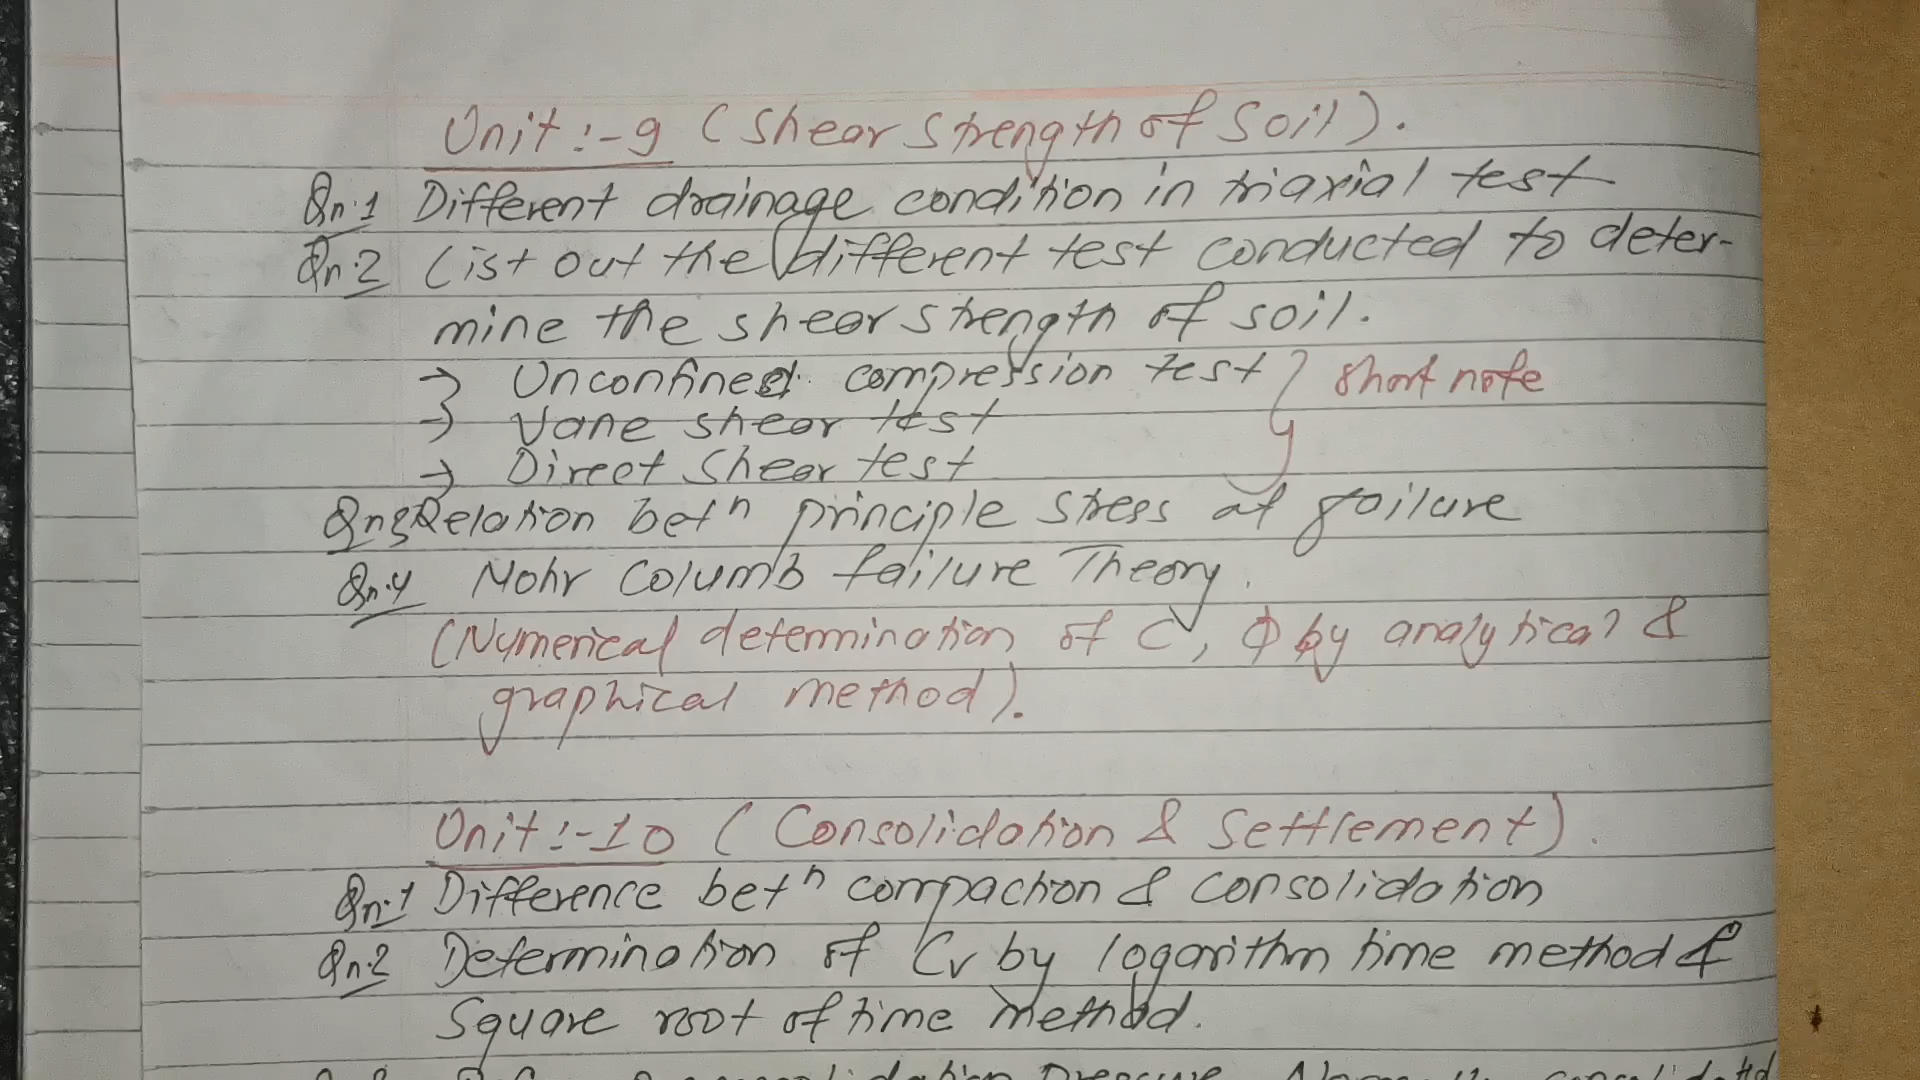 Unit :- 9 (Shear Strength of Soil).
Qn.1 Different drainage condition in triaxial test
Qn.2 List out the different test conducted to deter-
mine the shear strength of soil.
→ Unconfined compression test } short note
→ Vane shear test
→ Direct Shear test
Qn3 Relation betn principle stress at failure
Qn.4 Mohr Columb failure Theory.
(Numerical determination of C, φ by analytical &
graphical method).
Unit :- 10 (Consolidation & Settlement).
Qn.1 Difference betn compaction & consolidation
Qn.2 Determination of Cv by logarithm time method &
Square root of time method.